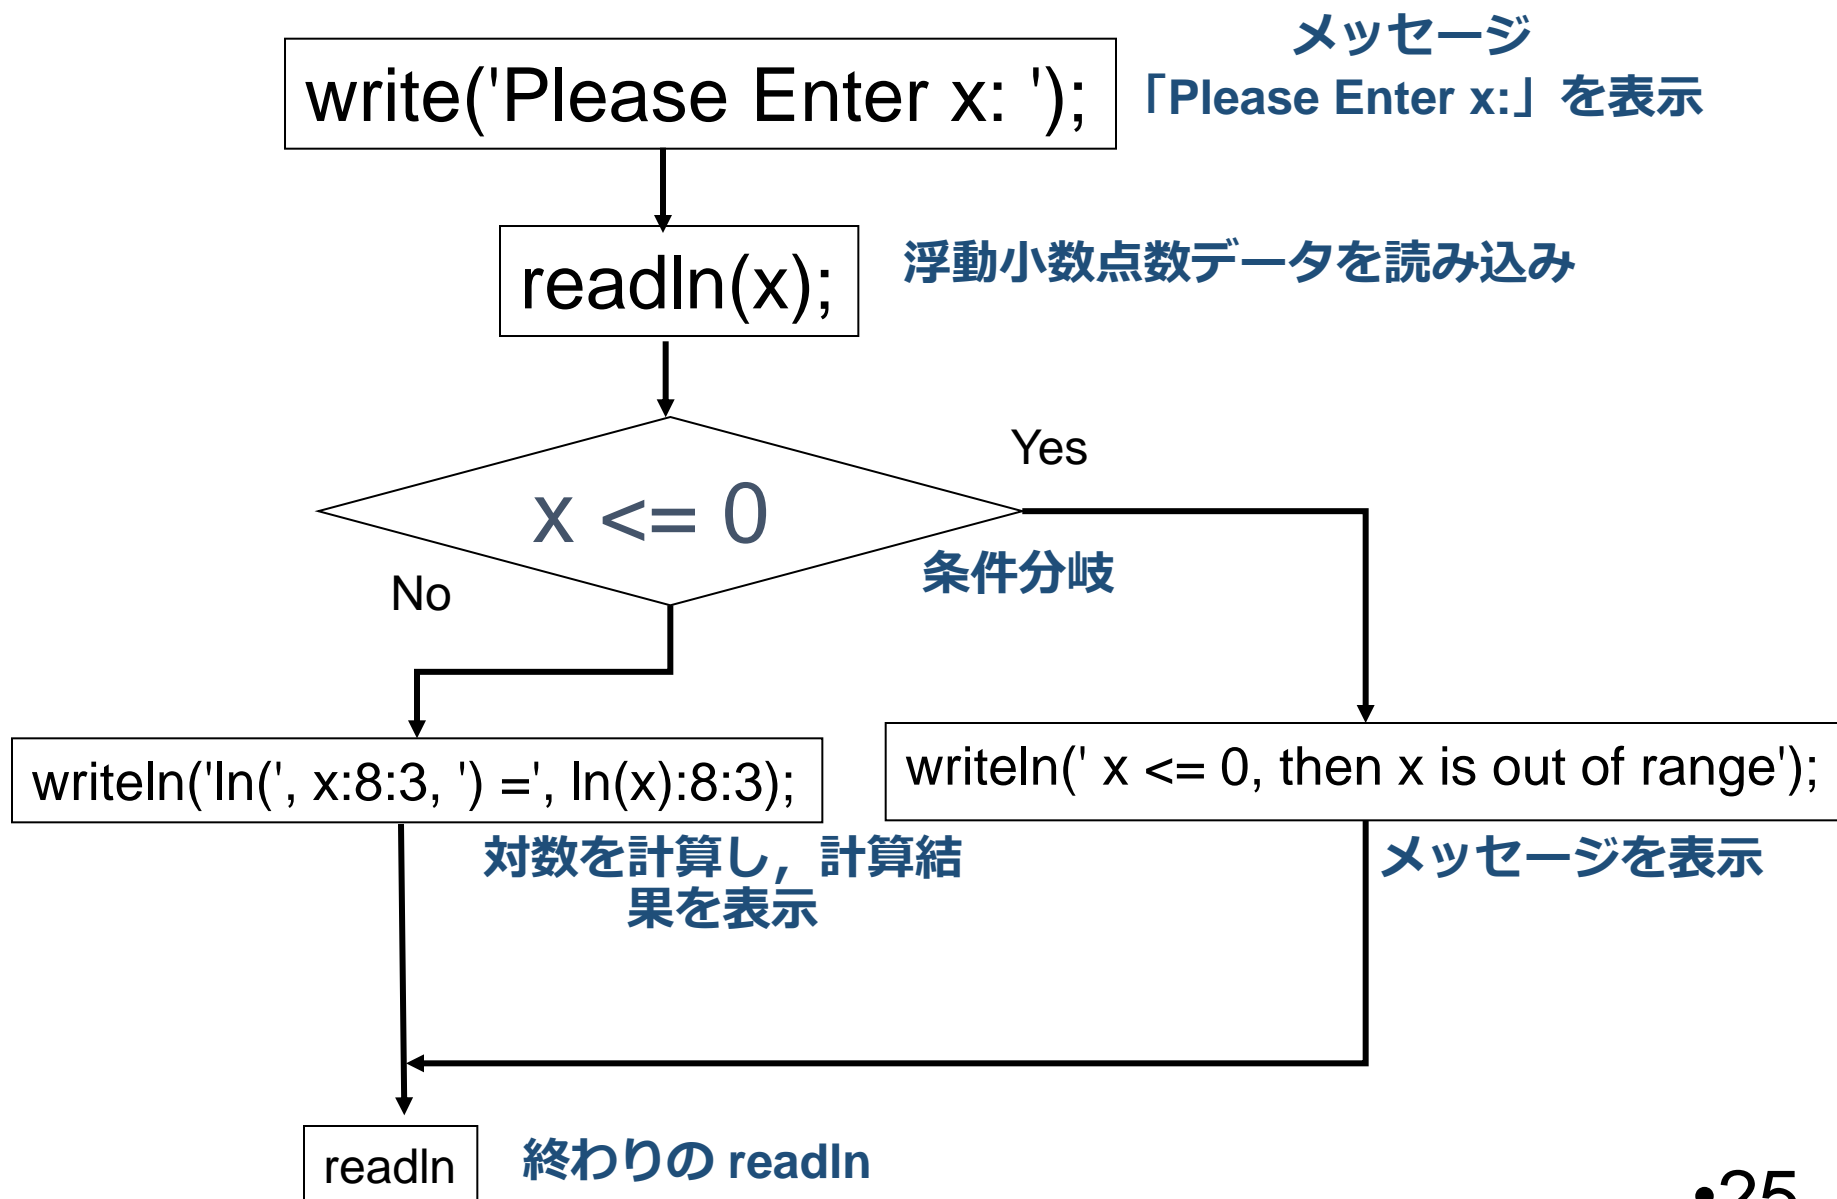 メッセージ
write('Please Enter x: ');
「Please Enter x:」を表示
readln(x);
浮動小数点数データを読み込み
Yes
x <= 0
条件分岐
No
writeln('ln(', x:8:3, ') =', ln(x):8:3);
writeln(' x <= 0, then x is out of range');
対数を計算し，計算結
果を表示
メッセージを表示
readln
終わりの readln
•25